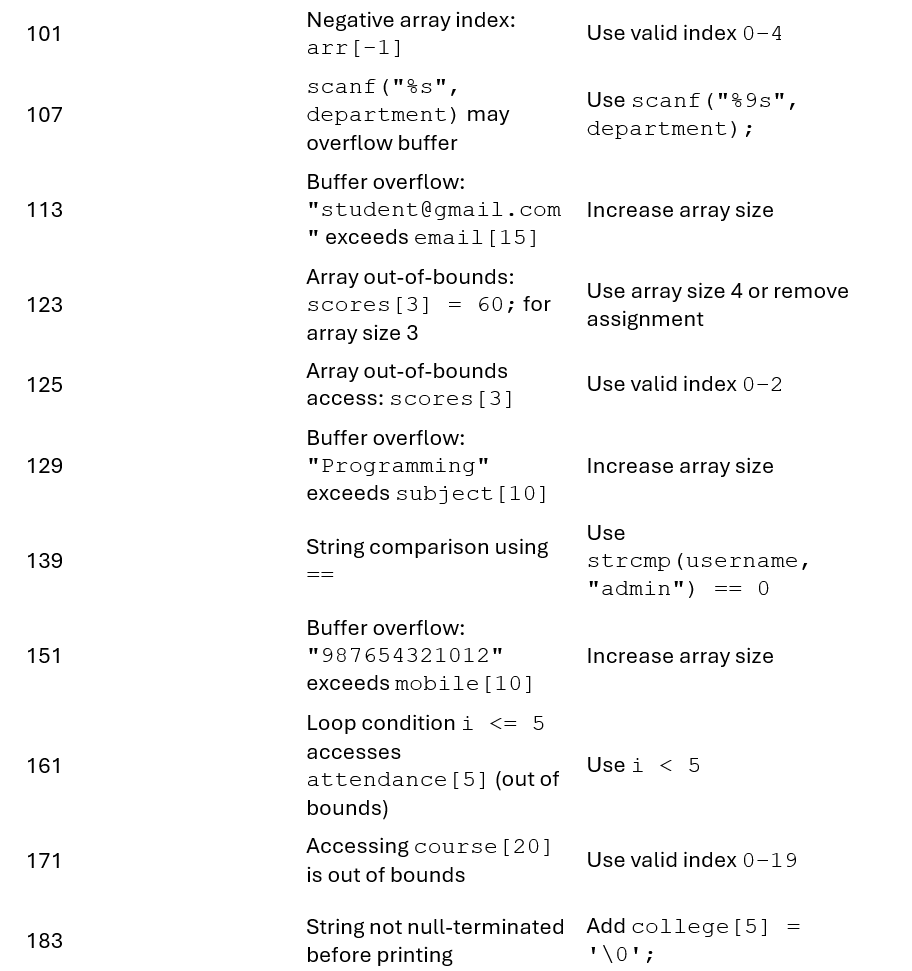 101
Negative array index:
arr[-1]
Use valid index 0–4
107
scanf("%s",
department) may
overflow buffer
Use scanf("%9s",
department);
113
Buffer overflow:
"student@gmail.com
" exceeds email[15]
Increase array size
123
Array out-of-bounds:
scores[3] = 60; for
array size 3
Use array size 4 or remove
assignment
125
Array out-of-bounds
access: scores[3]
Use valid index 0–2
129
Buffer overflow:
"Programming"
exceeds subject[10]
Increase array size
139
String comparison using
==
Use
strcmp(username,
"admin") == 0
151
Buffer overflow:
"987654321012"
exceeds mobile[10]
Increase array size
161
Loop condition i <= 5
accesses
attendance[5] (out of
bounds)
Use i < 5
171
Accessing course[20]
is out of bounds
Use valid index 0–19
183
String not null-terminated
before printing
Add college[5] =
'\0';